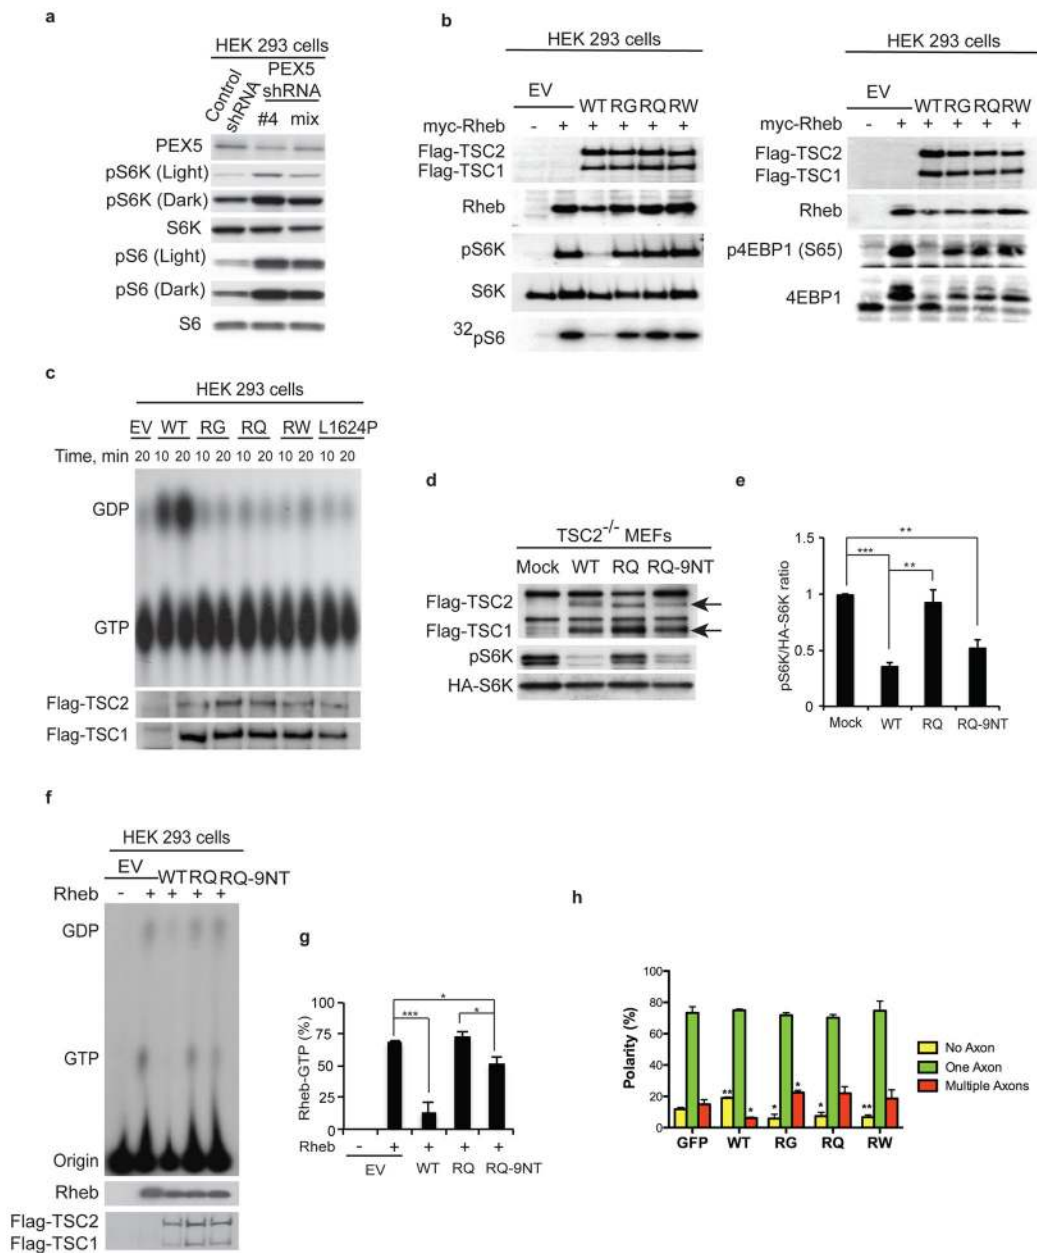 a
HEK 293 cells
Control shRNA
PEX5 shRNA
#4 mix
PEX5
pS6K (Light)
pS6K (Dark)
S6K
pS6 (Light)
pS6 (Dark)
S6
b
HEK 293 cells
EV
WT RG RQ RW
myc-Rheb - + + + + +
Flag-TSC2
Flag-TSC1
Rheb
pS6K
S6K
32pS6
HEK 293 cells
EV
WT RG RQ RW
myc-Rheb - + + + + +
Flag-TSC2
Flag-TSC1
Rheb
p4EBP1 (S65)
4EBP1
c
HEK 293 cells
EV WT RG RQ RW L1624P
Time, min 20 10 20 10 20 10 20 10 20 10 20
GDP
GTP
Flag-TSC2
Flag-TSC1
d
TSC2-/- MEFs
Mock WT RQ RQ-9NT
Flag-TSC2
Flag-TSC1
pS6K
HA-S6K
e
pS6K/HA-S6K ratio
1.5
1
0.5
0
**
*** **
Mock WT RQ RQ-9NT
f
HEK 293 cells
EV WT RQ RQ-9NT
Rheb - + + + +
GDP
GTP
Origin
Rheb
Flag-TSC2
Flag-TSC1
g
Rheb-GTP (%)
100
75
50
25
0
*
*** *
Rheb - + + + +
EV WT RQ RQ-9NT
h
Polarity (%)
100
80
60
40
20
0
** * * * * **
GFP WT RG RQ RW
No Axon
One Axon
Multiple Axons